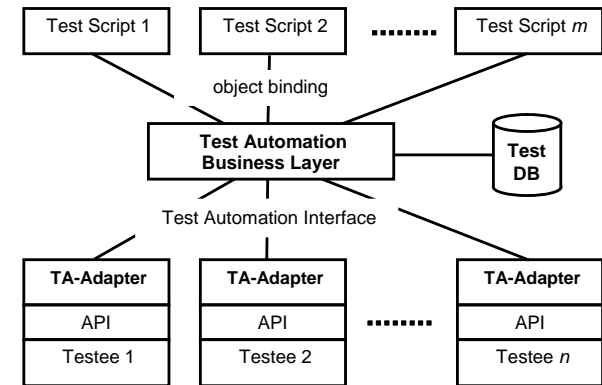 Test Script 1
Test Script 2
Test Script m
object binding
Test Automation
Business Layer
Test
DB
Test Automation Interface
TA-Adapter
TA-Adapter
TA-Adapter
API
API
API
Testee 1
Testee 2
Testee n